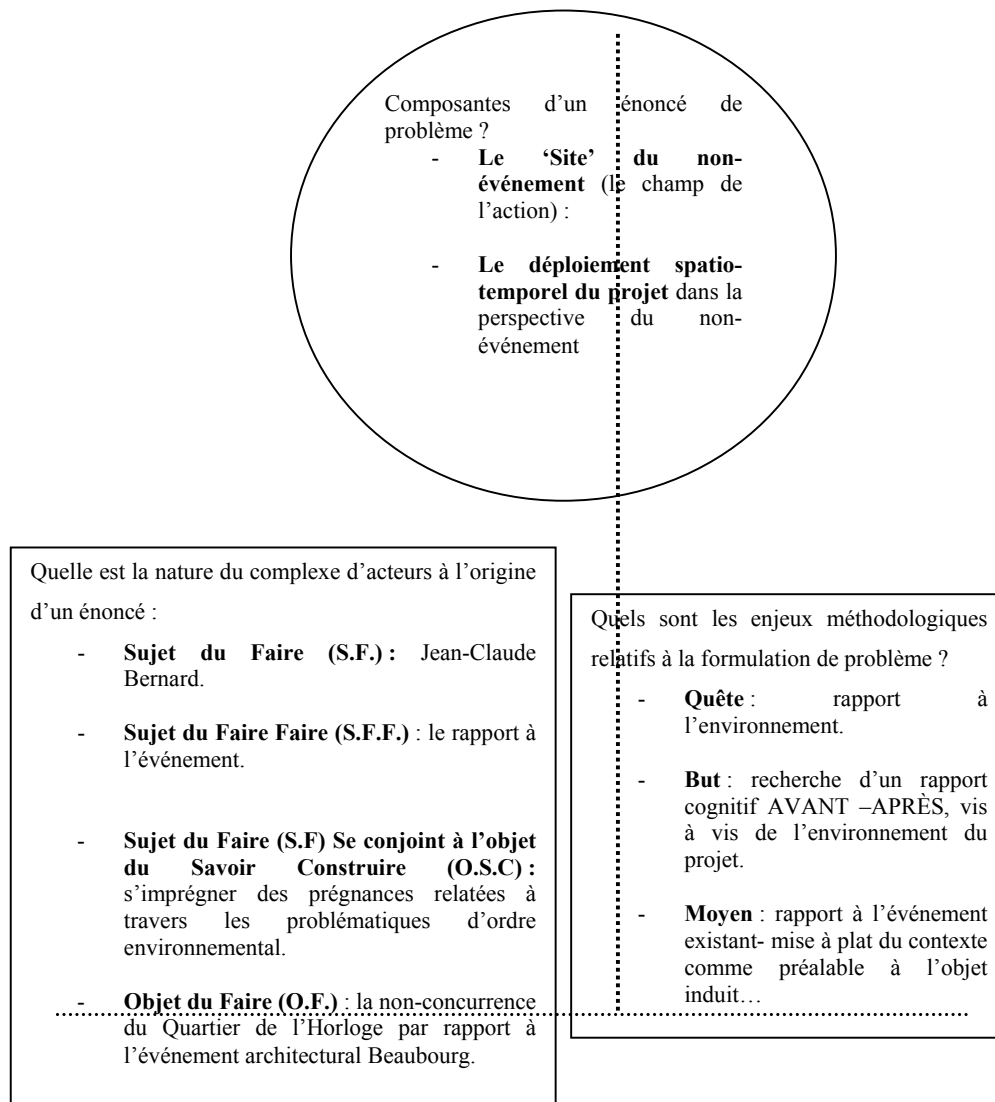 Composantes d’un énoncé de
problème ?
- Le ‘Site’ du non-
événement (le champ de
l’action) :
- Le déploiement spatio-
temporel du projet dans la
perspective du non-
événement
Quelle est la nature du complexe d’acteurs à l’origine
d’un énoncé :
- Sujet du Faire (S.F.) : Jean-Claude
Bernard.
- Sujet du Faire Faire (S.F.F.) : le rapport à
l’événement.
- Sujet du Faire (S.F) Se conjoint à l’objet
du Savoir Construire (O.S.C) :
s’imprégner des prégnances relatées à
travers les problématiques d’ordre
environnemental.
- Objet du Faire (O.F.) : la non-concurrence
du Quartier de l’Horloge par rapport à
l’événement architectural Beaubourg.
Quels sont les enjeux méthodologiques
relatifs à la formulation de problème ?
- Quête : rapport à
l’environnement.
- But : recherche d’un rapport
cognitif AVANT –APRÈS, vis
à vis de l’environnement du
projet.
- Moyen : rapport à l’événement
existant- mise à plat du contexte
comme préalable à l’objet
induit…